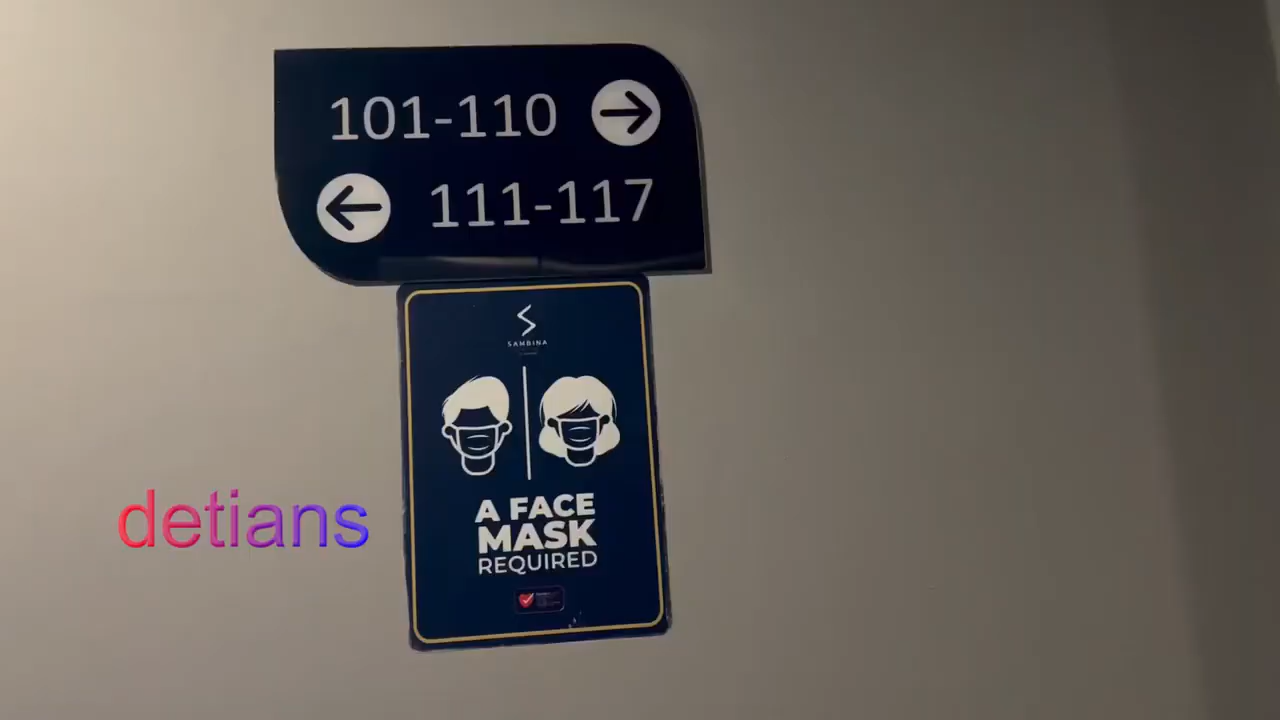 101-110
111-117
SAMBINA
detians
A FACE
MASK
REQUIRED